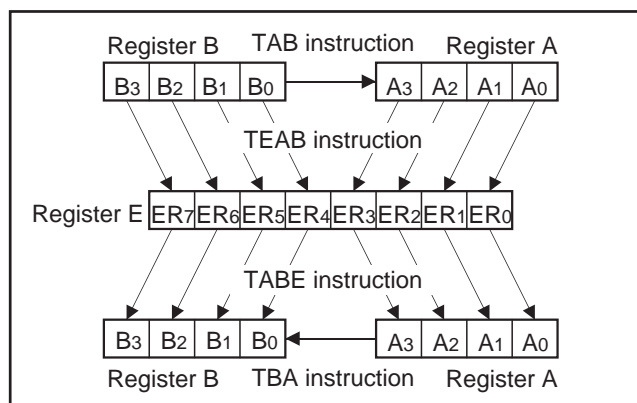 Register B TAB instruction Register A
B3 B2 B1 B0 A3 A2 A1 A0
TEAB instruction
Register E ER7 ER6 ER5 ER4 ER3 ER2 ER1 ER0
TABE instruction
B3 B2 B1 B0 A3 A2 A1 A0
Register B TBA instruction Register A